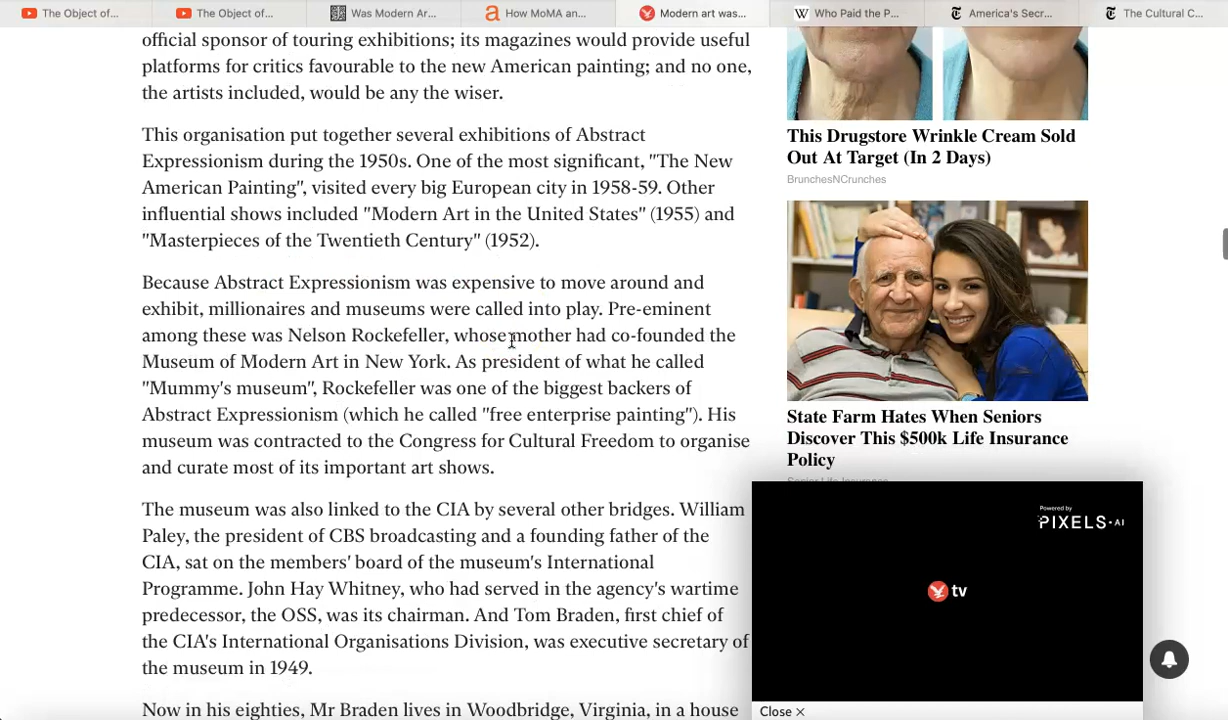 The Object of...
The Object of...
Was Modern Ar...
How MoMA an...
Modern art was...
Who Paid the P...
America's Secr...
The Cultural C...
official sponsor of touring exhibitions; its magazines would provide useful
platforms for critics favourable to the new American painting; and no one,
the artists included, would be any the wiser.
This organisation put together several exhibitions of Abstract
Expressionism during the 1950s. One of the most significant, "The New
American Painting", visited every big European city in 1958-59. Other
influential shows included "Modern Art in the United States" (1955) and
"Masterpieces of the Twentieth Century" (1952).
Because Abstract Expressionism was expensive to move around and
exhibit, millionaires and museums were called into play. Pre-eminent
among these was Nelson Rockefeller, whose mother had co-founded the
Museum of Modern Art in New York. As president of what he called
"Mummy's museum", Rockefeller was one of the biggest backers of
Abstract Expressionism (which he called "free enterprise painting"). His
museum was contracted to the Congress for Cultural Freedom to organise
and curate most of its important art shows.
The museum was also linked to the CIA by several other bridges. William
Paley, the president of CBS broadcasting and a founding father of the
CIA, sat on the members' board of the museum's International
Programme. John Hay Whitney, who had served in the agency's wartime
predecessor, the OSS, was its chairman. And Tom Braden, first chief of
the CIA's International Organisations Division, was executive secretary of
the museum in 1949.
Now in his eighties, Mr Braden lives in Woodbridge, Virginia, in a house
This Drugstore Wrinkle Cream Sold
Out At Target (In 2 Days)
BrunchesNCrunches
State Farm Hates When Seniors
Discover This $500k Life Insurance
Policy
Senior Life Insurance
Powered by
PIXELS•AI
tv
Close ×